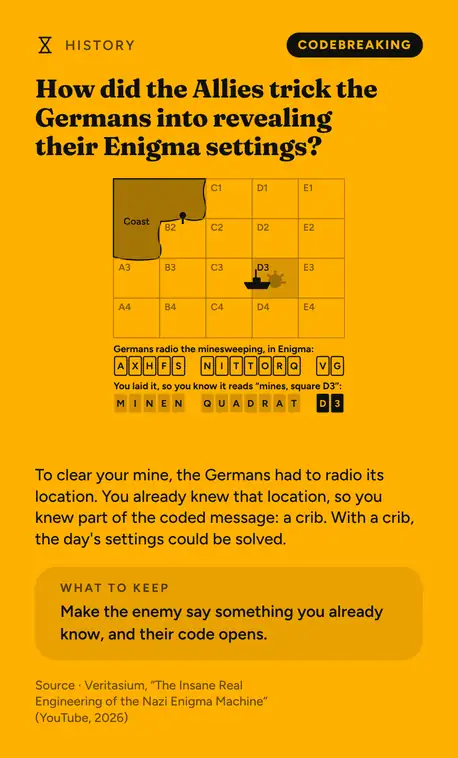 HISTORY
CODEBREAKING
How did the Allies trick the
Germans into revealing
their Enigma settings?
Coast
C1 D1 E1
B2 C2 D2 E2
A3 B3 C3 D3 E3
A4 B4 C4 D4 E4
Germans radio the minesweeping, in Enigma:
AXHFS NITTORQ VG
You laid it, so you know it reads “mines, square D3”:
MINEN QUADRAT D3
To clear your mine, the Germans had to radio its
location. You already knew that location, so you
knew part of the coded message: a crib. With a crib,
the day's settings could be solved.
WHAT TO KEEP
Make the enemy say something you already
know, and their code opens.
Source · Veritasium, “The Insane Real
Engineering of the Nazi Enigma Machine”
(YouTube, 2026)